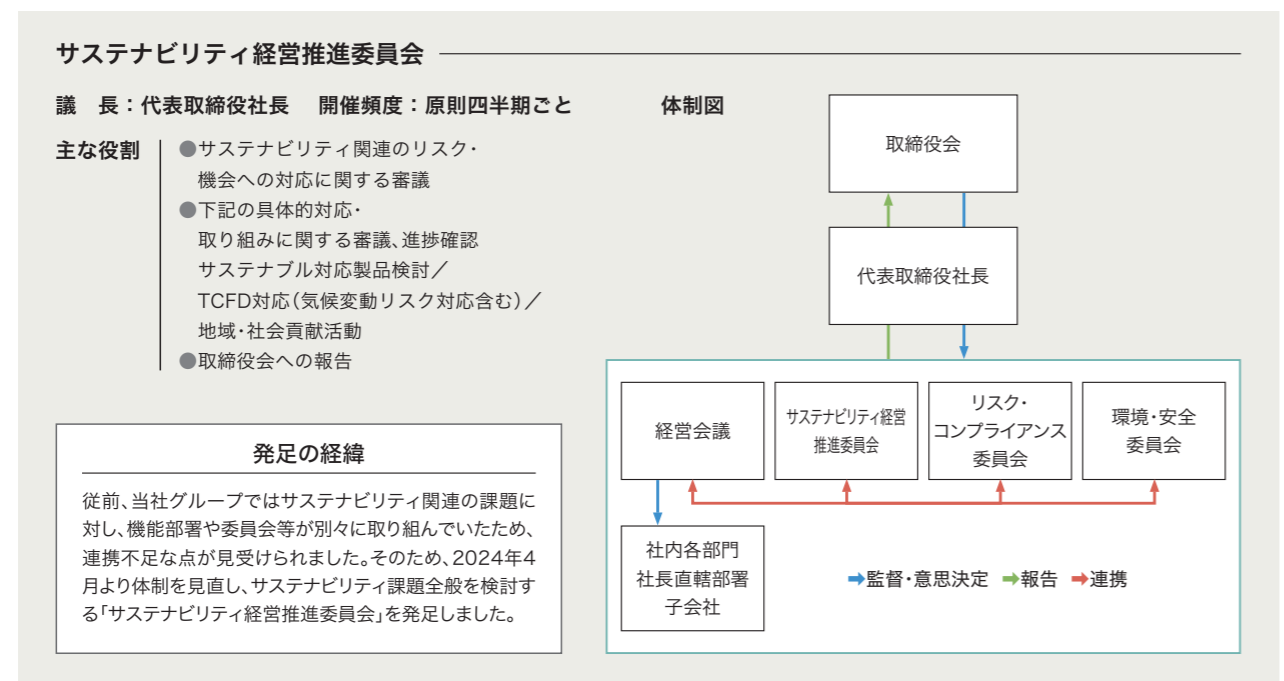 サステナビリティ経営推進委員会
議　長：代表取締役社長　開催頻度：原則四半期ごと
主な役割
●サステナビリティ関連のリスク・
機会への対応に関する審議
●下記の具体的対応・
取り組みに関する審議、進捗確認
サステナブル対応製品検討／
TCFD対応（気候変動リスク対応含む）／
地域・社会貢献活動
●取締役会への報告
発足の経緯
従前、当社グループではサステナビリティ関連の課題に
対し、機能部署や委員会等が別々に取り組んでいたため、
連携不足な点が見受けられました。そのため、2024年4
月より体制を見直し、サステナビリティ課題全般を検討す
る「サステナビリティ経営推進委員会」を発足しました。
体制図
取締役会
代表取締役社長
経営会議
サステナビリティ経営
推進委員会
リスク・
コンプライアンス
委員会
環境・安全
委員会
社内各部門
社長直轄部署
子会社
➡監督・意思決定 ➡報告 ➡連携